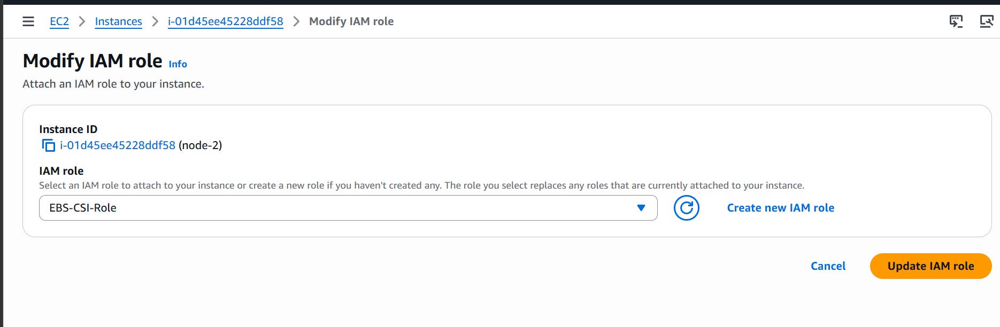 EC2 Instances i-01d45ee45228ddf58 Modify IAM role
Modify IAM role Info
Attach an IAM role to your instance.
Instance ID
i-01d45ee45228ddf58 (node-2)
IAM role
Select an IAM role to attach to your instance or create a new role if you haven't created any. The role you select replaces any roles that are currently attached to your instance.
EBS-CSI-Role
Create new IAM role
Cancel
Update IAM role